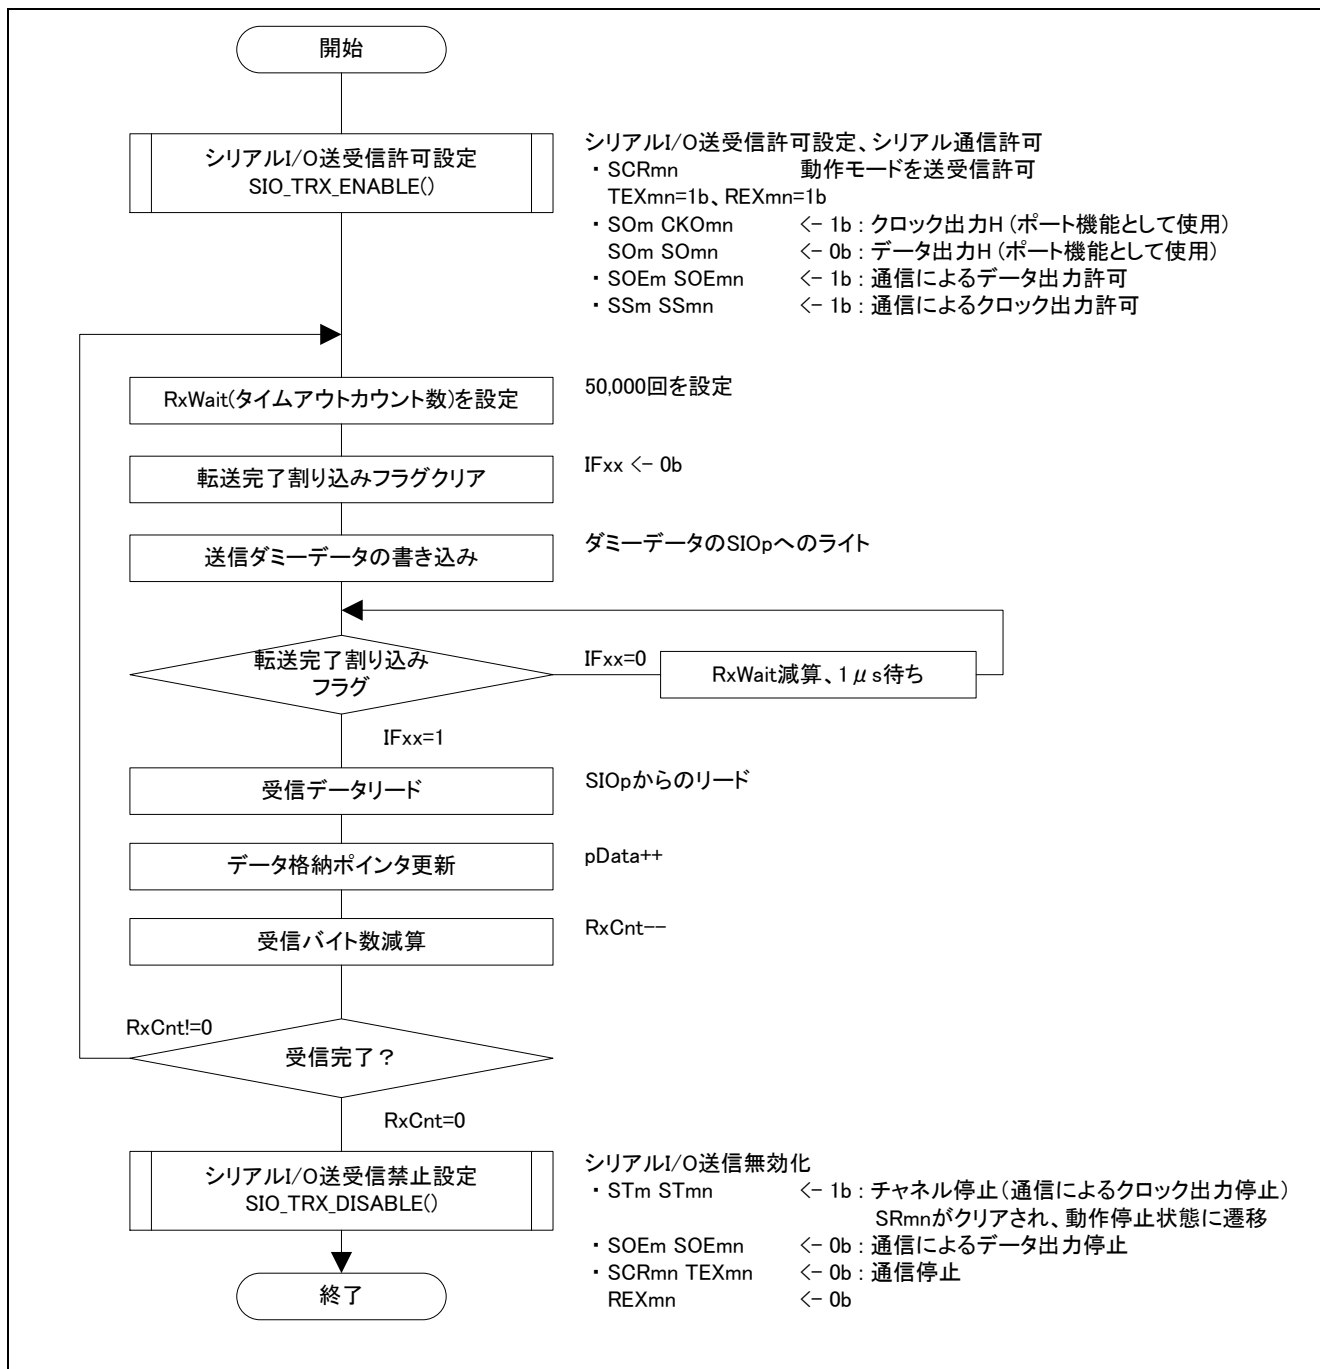 開始
シリアルI/O送受信許可設定
SIO_TRX_ENABLE()
シリアルI/O送受信許可設定、シリアル通信許可
・SCRmn 動作モードを送受信許可
TEXmn=1b、REXmn=1b
・SOm CKOmn <- 1b : クロック出力H (ポート機能として使用)
SOm SOmn <- 0b : データ出力H (ポート機能として使用)
・SOEm SOEmn <- 1b : 通信によるデータ出力許可
・SSm SSmn <- 1b : 通信によるクロック出力許可
RxWait(タイムアウトカウント数)を設定
50,000回を設定
転送完了割り込みフラグクリア
IFxx <- 0b
送信ダミーデータの書き込み
ダミーデータのSIOpへのライト
転送完了割り込み
フラグ
IFxx=0
RxWait減算、1μs待ち
IFxx=1
受信データリード
SIOpからのリード
データ格納ポインタ更新
pData++
受信バイト数減算
RxCnt--
RxCnt!=0
受信完了？
RxCnt=0
シリアルI/O送受信禁止設定
SIO_TRX_DISABLE()
シリアルI/O送信無効化
・STm STmn <- 1b : チャネル停止(通信によるクロック出力停止)
SRmnがクリアされ、動作停止状態に遷移
・SOEm SOEmn <- 0b : 通信によるデータ出力停止
・SCRmn TEXmn <- 0b : 通信停止
REXmn <- 0b
終了